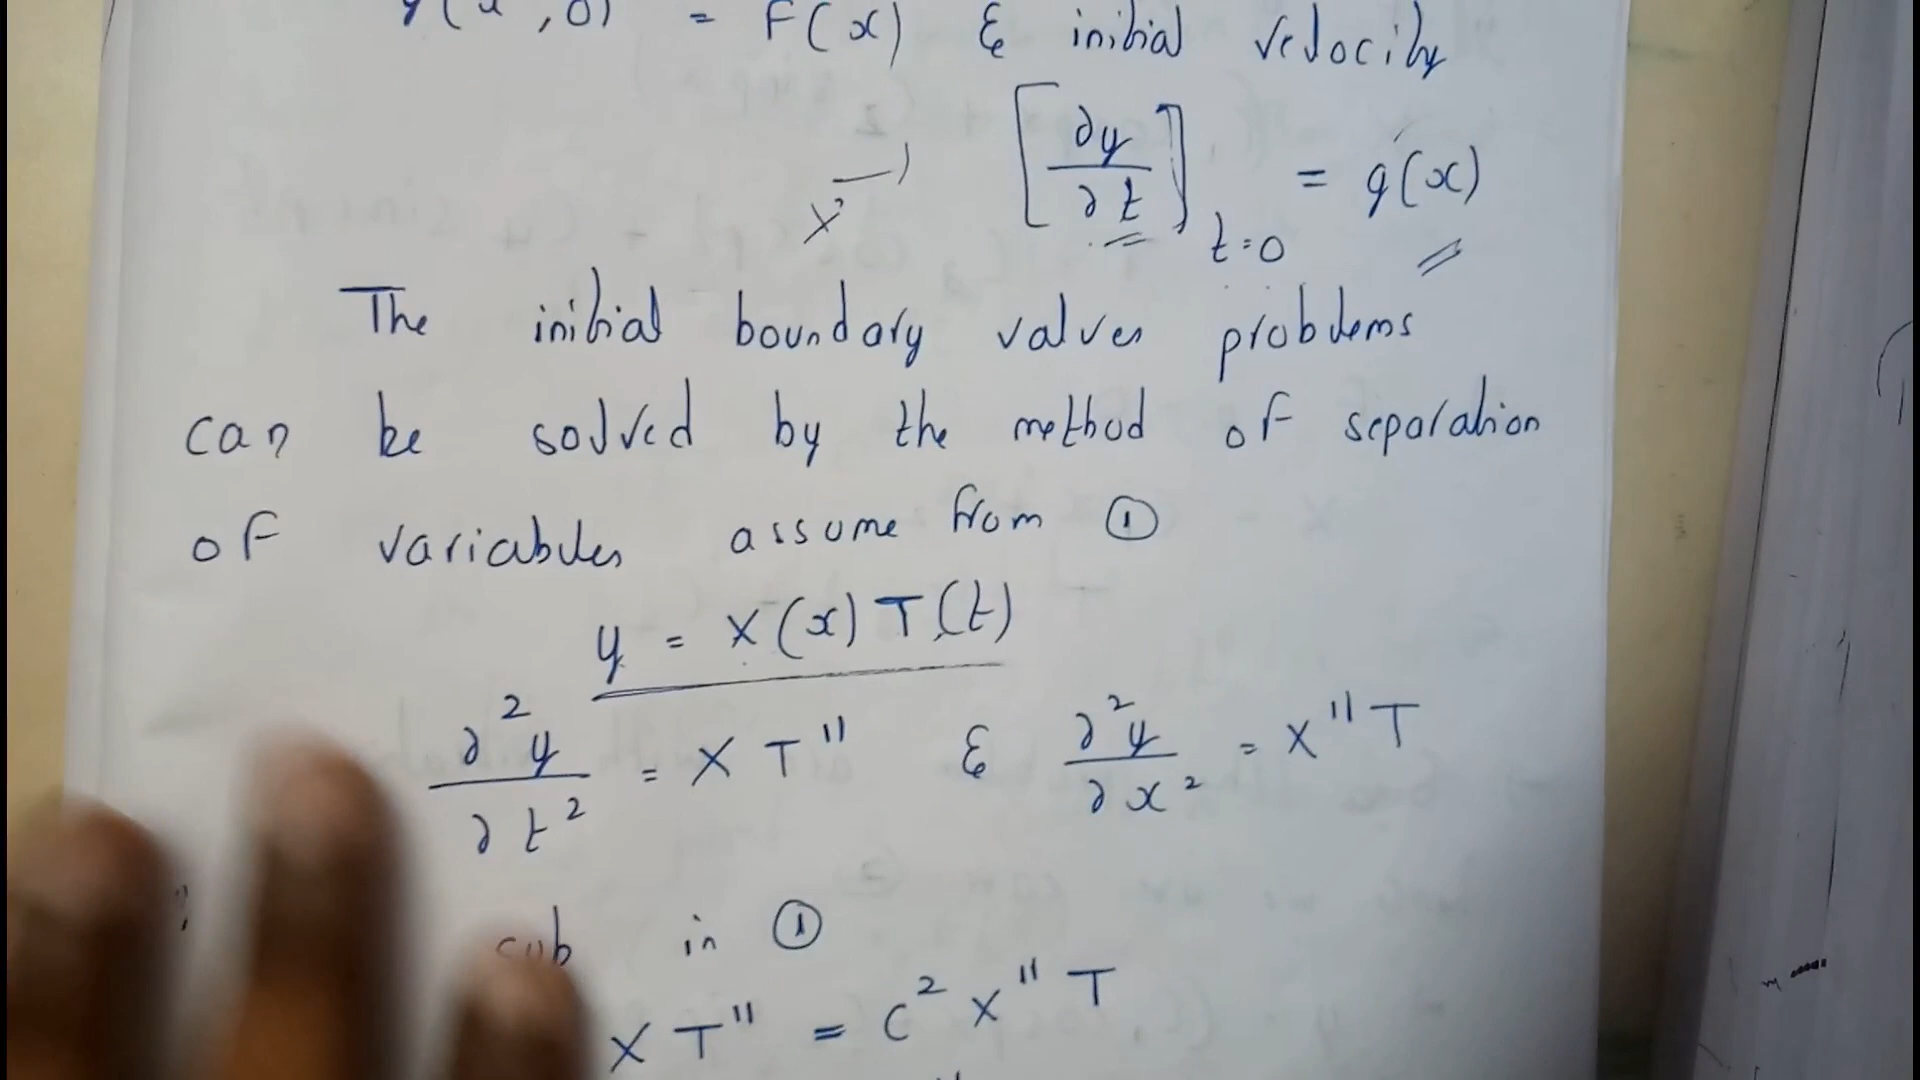 y(x,0) = F(x) & initial velocity
[∂y/∂t] t=0 = g(x)
The initial boundary values problems
can be solved by the method of separation
of variables assume from ①
y = X(x) T(t)
∂²y/∂t² = X T'' & ∂²y/∂x² = X'' T
sub in ①
X T'' = c² X'' T